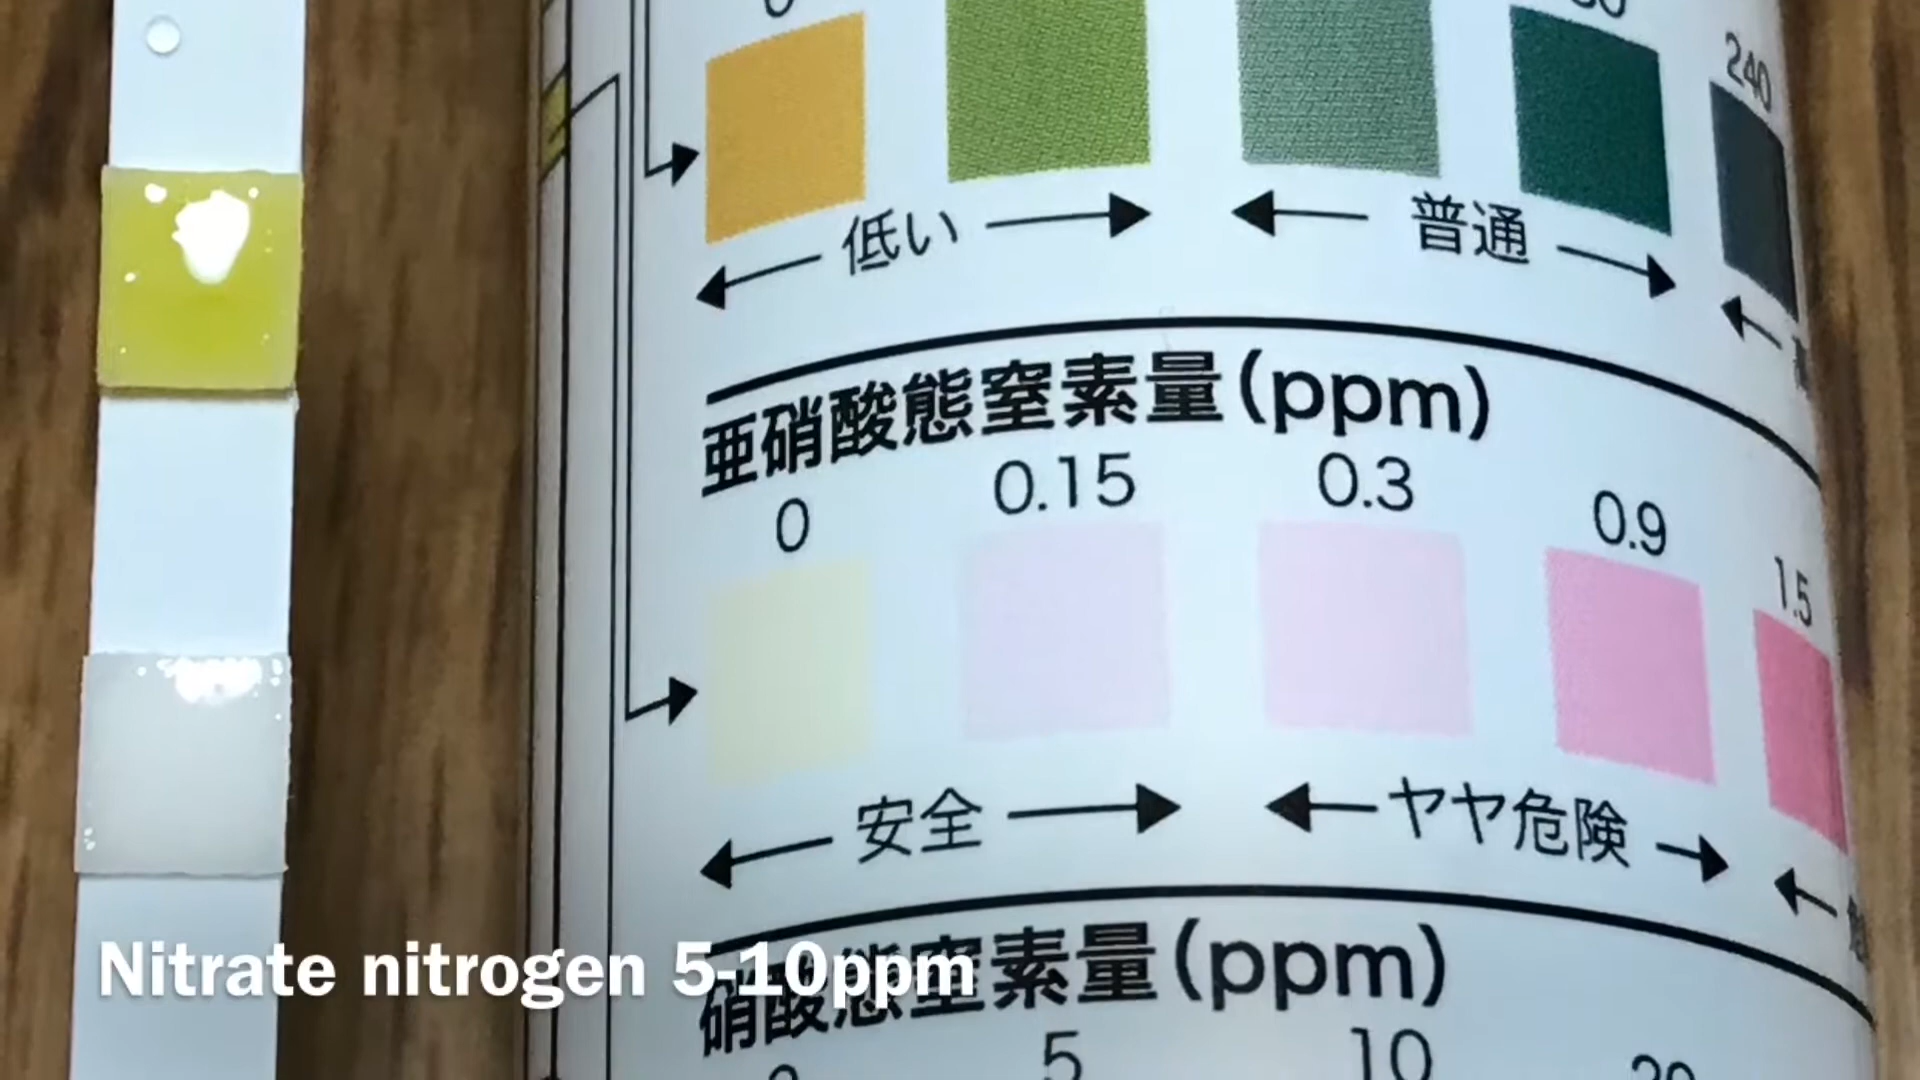 240
低い
普通
亜硝酸態窒素量(ppm)
0
0.15
0.3
0.9
1.5
安全
ヤヤ危険
Nitrate nitrogen 5-10ppm
硝酸態窒素量(ppm)
5
10